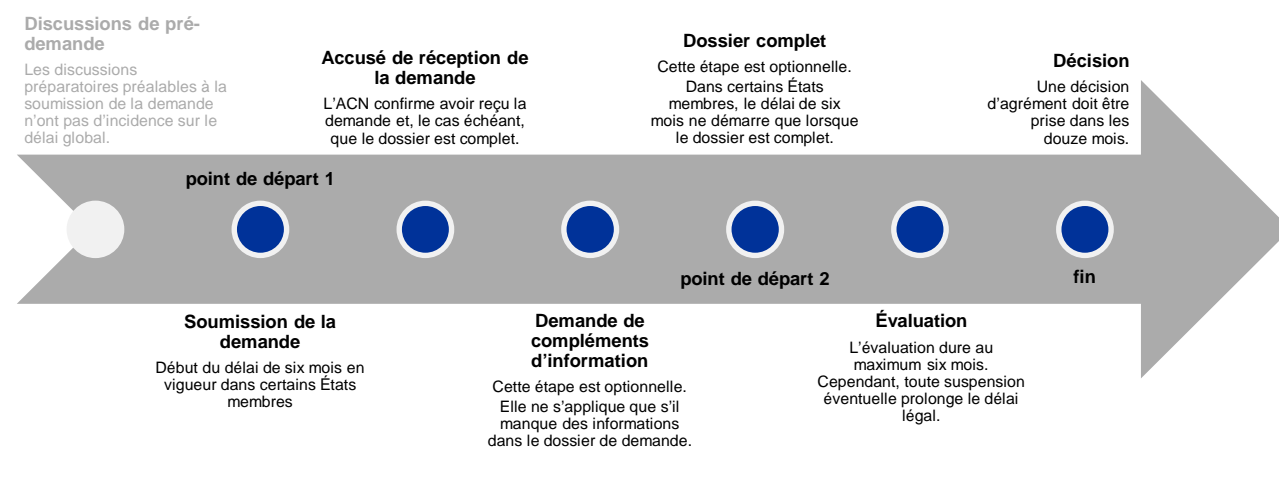 Discussions de pré-
demande
Les discussions
préparatoires préalables à la
soumission de la demande
n'ont pas d'incidence sur le
délai global.
Accusé de réception de
la demande
L'ACN confirme avoir reçu la
demande et, le cas échéant,
que le dossier est complet.
Dossier complet
Cette étape est optionnelle.
Dans certains États
membres, le délai de six
mois ne démarre que lorsque
le dossier est complet.
Décision
Une décision
d'agrément doit être
prise dans les
douze mois.
point de départ 1
point de départ 2
fin
Soumission de la
demande
Début du délai de six mois en
vigueur dans certains États
membres
Demande de
compléments
d'information
Cette étape est optionnelle.
Elle ne s'applique que s'il
manque des informations
dans le dossier de demande.
Évaluation
L'évaluation dure au
maximum six mois.
Cependant, toute suspension
éventuelle prolonge le délai
légal.